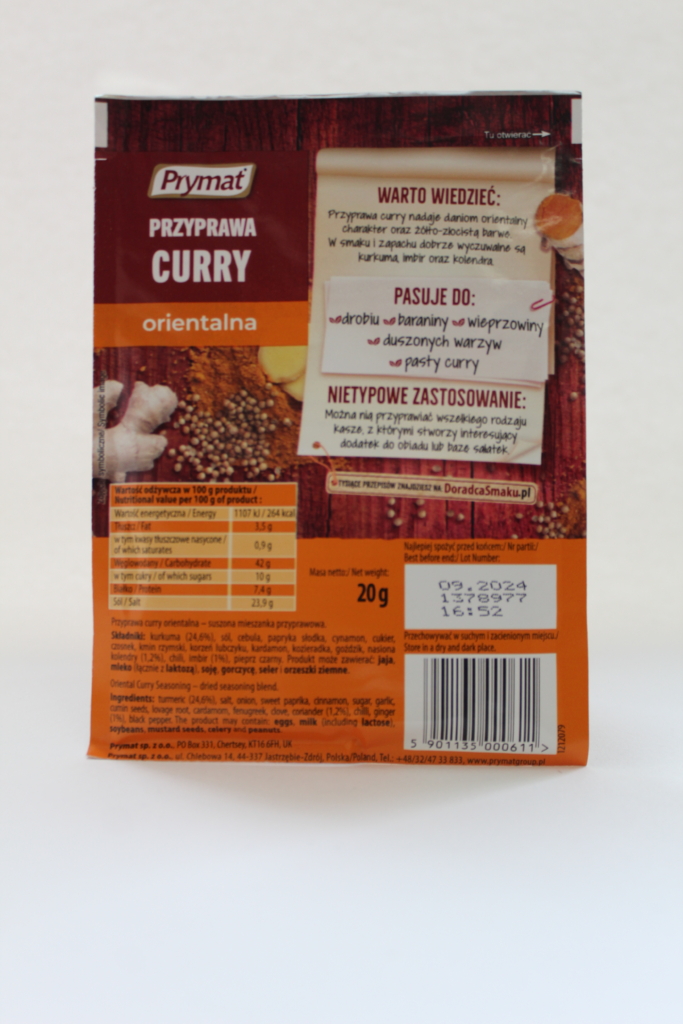 Tu otwierać
Prymat
PRZYPRAWA
CURRY
orientalna
WARTO WIEDZIEĆ:
Przyprawa curry nadaje daniom orientalny
charakter oraz żółto-złocistą barwę.
W smaku i zapachu dobrze wyczuwalne są
kurkuma, imbir oraz kolendra.
PASUJE DO:
drobiu baraniny wieprzowiny
duszonych warzyw
pasty curry
NIETYPOWE ZASTOSOWANIE:
Można nią przyprawiać wszelkiego rodzaju
kasze, z którymi stworzy interesujący
dodatek do obiadu lub bazę sałatek.
TYSIĄCE PRZEPISÓW ZNAJDZIESZ NA DoradcaSmaku.pl
Wartość odżywcza w 100 g produktu /
Nutritional value per 100 g of product :
Wartość energetyczna / Energy 1107 kJ / 264 kcal
Tłuszcz / Fat 3,5 g
w tym kwasy tłuszczowe nasycone /
of which saturates 0,9 g
Węglowodany / Carbohydrate 42 g
w tym cukry / of which sugars 10 g
Białko / Protein 7,4 g
Sól / Salt 23,9 g
Masa netto: / Net weight:
20 g
Najlepiej spożyć przed końcem: / Nr partii: /
Best before end: / Lot Number:
09.2024
1378977
16:52
Przechowywać w suchym i zacienionym miejscu./
Store in a dry and dark place.
Przyprawa curry orientalna – suszona mieszanka przyprawowa.
Składniki: kurkuma (24,6%), sól, cebula, papryka słodka, cynamon, cukier,
czosnek, kmin rzymski, korzeń lubczyku, kardamon, kozieradka, goździk, nasiona
kolendry (1,2%), chili, imbir (1%), pieprz czarny. Produkt może zawierać: jaja,
mleko (łącznie z laktozą), soję, gorczycę, seler i orzeszki ziemne.
Oriental Curry Seasoning – dried seasoning blend.
Ingredients: turmeric (24,6%), salt, onion, sweet paprika, cinnamon, sugar, garlic,
cumin seeds, lovage root, cardamom, fenugreek, clove, coriander (1,2%), chilli, ginger
(1%), black pepper. The product may contain: eggs, milk (including lactose),
soybeans, mustard seeds, celery and peanuts.
Prymat sp. z o.o., PO Box 333, Chertsey, KT16 6FH, UK
Prymat sp. z o.o., ul. Chlebowa 14, 44-337 Jastrzębie-Zdrój, Polska/Poland, Tel.: +48/32/47 33 833, www.prymatgroup.pl
5 901135 000611 >
1212079